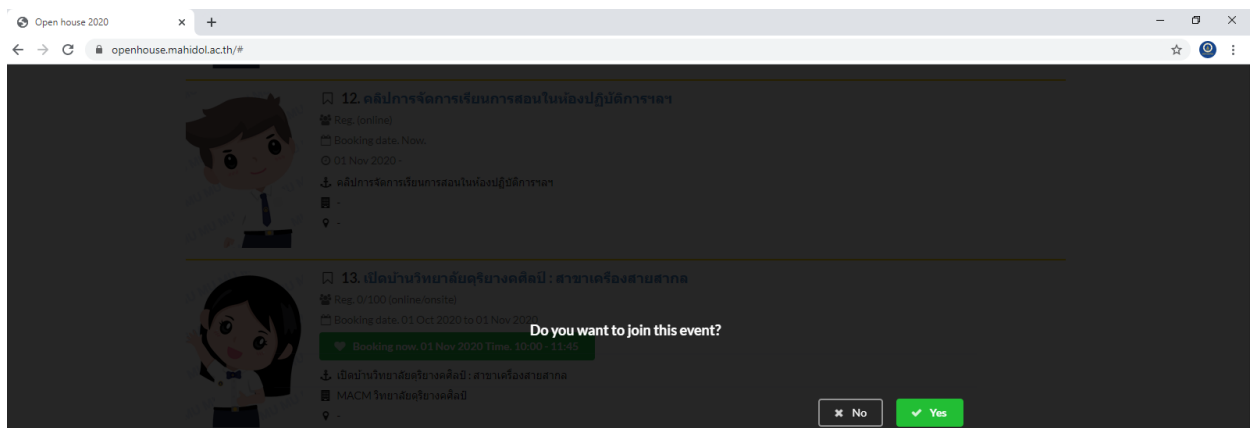 Open house 2020
openhouse.mahidol.ac.th/#
12. คลิปการจัดการเรียนการสอนในห้องปฏิบัติการฯลฯ
Reg. (online)
Booking date. Now.
01 Nov 2020 -
คลิปการจัดการเรียนการสอนในห้องปฏิบัติการฯลฯ
-
-
13. เปิดบ้านวิทยาลัยดุริยางคศิลป์ : สาขาเครื่องสายสากล
Reg. 0/100 (online/onsite)
Booking date. 01 Oct 2020 to 01 Nov 2020
Do you want to join this event?
Booking now. 01 Nov 2020 Time. 10:00 - 11:45
เปิดบ้านวิทยาลัยดุริยางคศิลป์ : สาขาเครื่องสายสากล
MACM วิทยาลัยดุริยางคศิลป์
-
No Yes